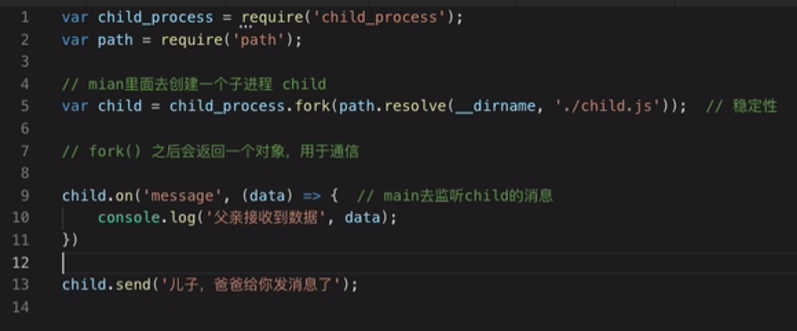 1 var child_process = require('child_process');
2 var path = require('path');
3
4 // mian里面去创建一个子进程 child
5 var child = child_process.fork(path.resolve(__dirname, './child.js'));  // 稳定性
6
7 // fork() 之后会返回一个对象，用于通信
8
9 child.on('message', (data) => {  // main去监听child的消息
10     console.log('父亲接收到数据', data);
11 })
12
13 child.send('儿子，爸爸给你发消息了');
14